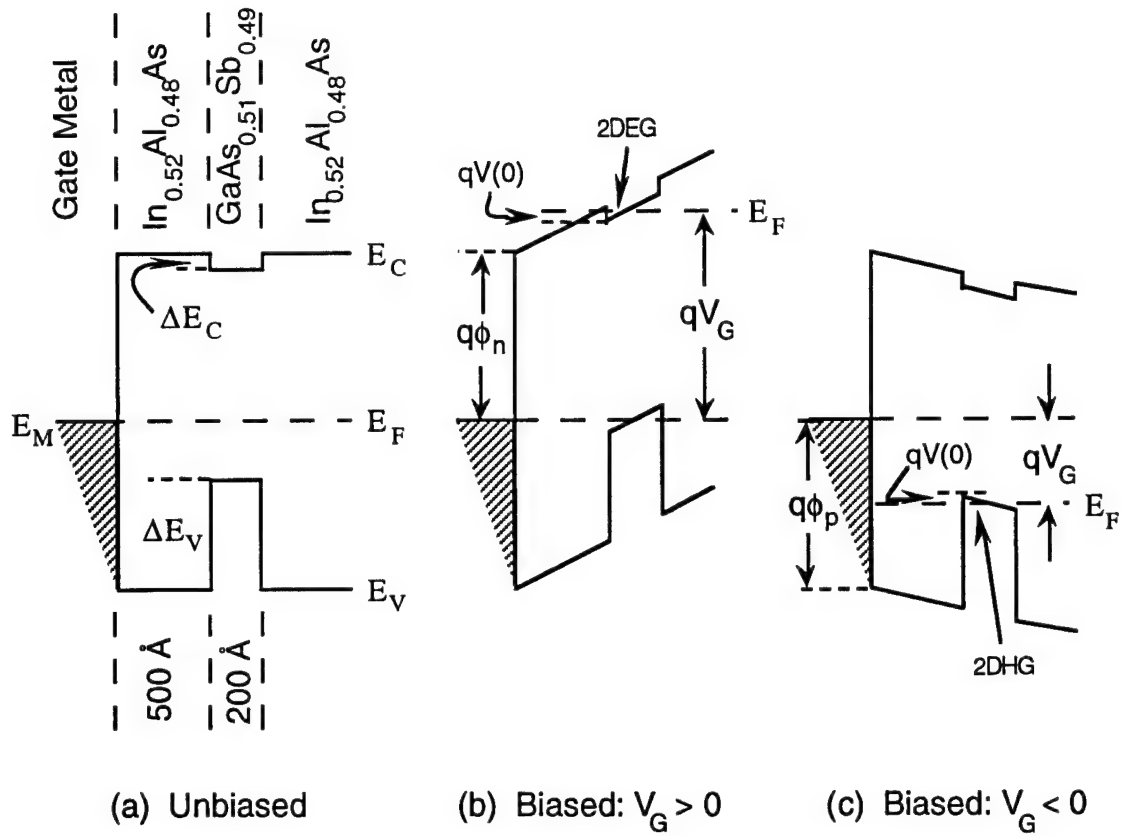 Gate Metal
In0.52Al0.48As
GaAs0.51Sb0.49
In0.52Al0.48As
EC
ΔEC
EM
EF
ΔEV
EV
500 Å
200 Å
(a) Unbiased
2DEG
qV(0)
EF
qϕn
qVG
(b) Biased: VG > 0
qV(0)
qVG
qϕp
EF
2DHG
(c) Biased: VG < 0